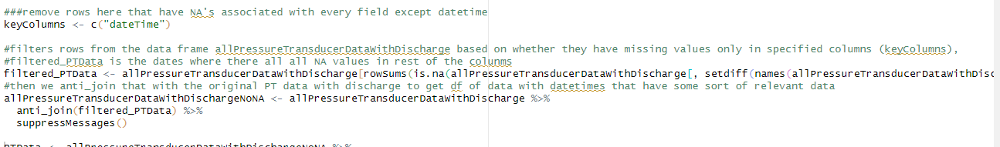 ###remove rows here that have NA's associated with every field except datetime
keyColumns <- c("dateTime")
#filters rows from the data frame allPressureTransducerDataWithDischarge based on whether they have missing values only in specified columns (keyColumns),
#filtered_PTData is the dates where there all all NA values in rest of the colunms
filtered_PTData <- allPressureTransducerDataWithDischarge[rowSums(is.na(allPressureTransducerDataWithDischarge[, setdiff(names(allPressureTransducerDataWithDisc
#then we anti_join that with the original PT data with discharge to get df of data with datetimes that have some sort of relevant data
allPressureTransducerDataWithDischargeNoNA <- allPressureTransducerDataWithDischarge %>%
anti_join(filtered_PTData) %>%
suppressMessages()
PTData <- allPressureTransducerDataWithDischargeNoNA %>%